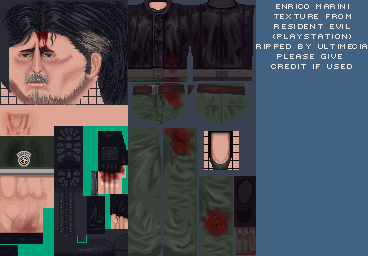 ENRICO MARINI
TEXTURE FROM
RESIDENT EVIL
(PLAYSTATION)
RIPPED BY ULTIMECIA
PLEASE GIVE
CREDIT IF USED